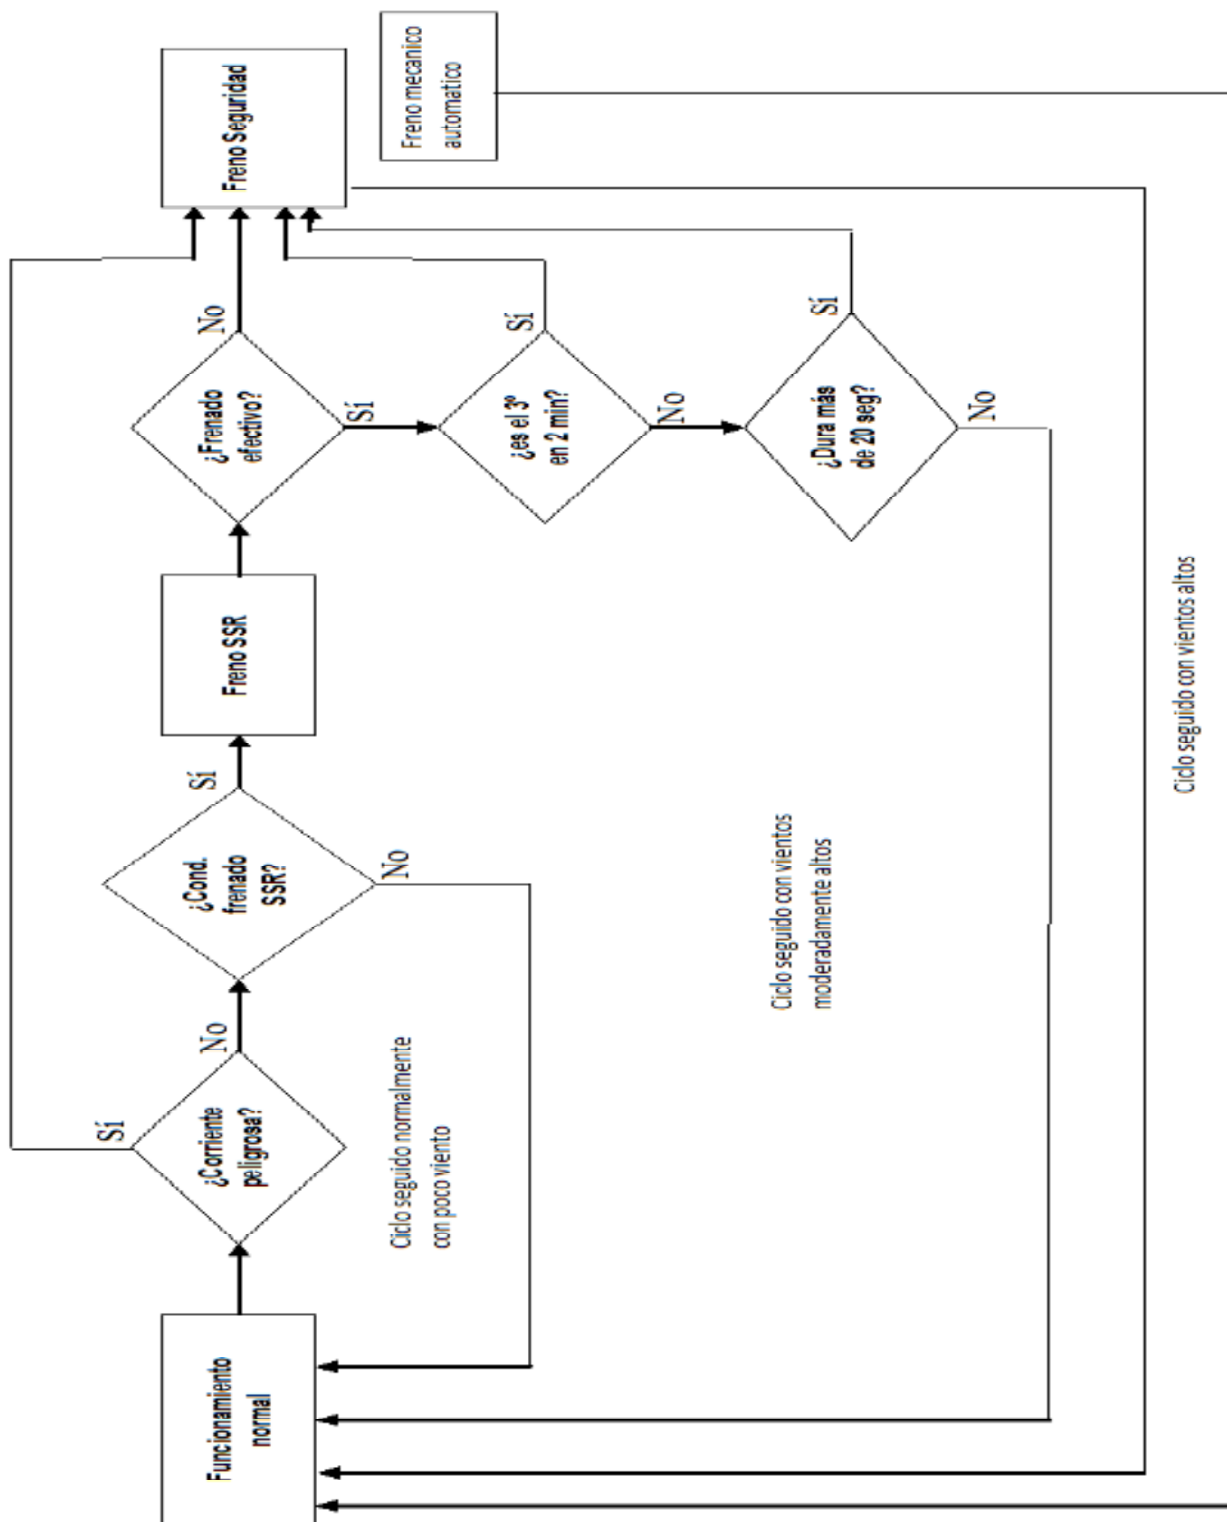 Funcionamiento
normal
¿Corriente
peligrosa?
Sí
No
¿Cond.
frenado
SSR?
Sí
No
Freno SSR
¿Frenado
efectivo?
No
Sí
Freno Seguridad
Freno mecanico
automatico
¿es el 3º
en 2 min?
Sí
No
¿Dura más
de 20 seg?
Sí
No
Ciclo seguido normalmente
con poco viento
Ciclo seguido con vientos
moderadamente altos
Ciclo seguido con vientos altos